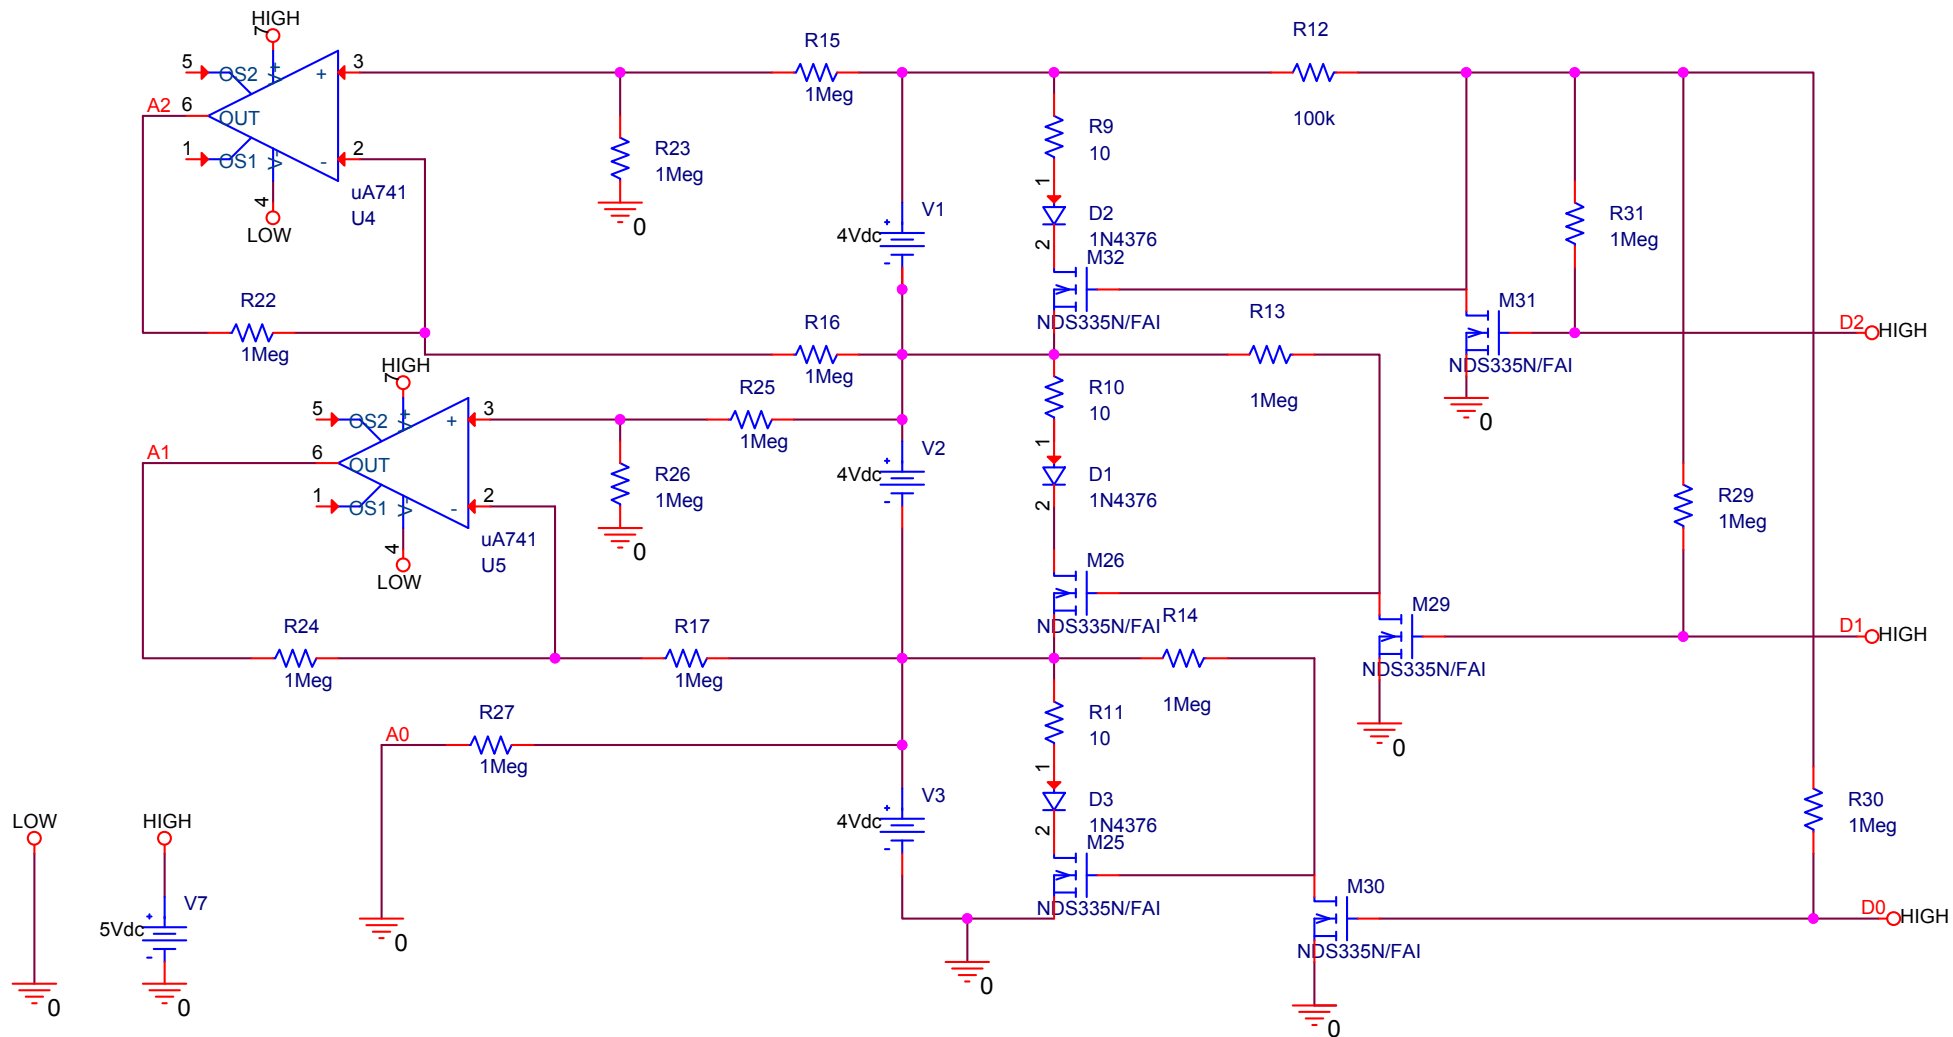 HIGH
7
5
OS2
V+
+
3
A2
6
OUT
1
OS1
V-
-
2
4
LOW
uA741
U4
R15
1Meg
R12
100k
R23
1Meg
0
R9
10
1
D2
1N4376
2
M32
NDS335N/FAI
V1
4Vdc
+
-
R31
1Meg
M31
NDS335N/FAI
0
D2
HIGH
R22
1Meg
R16
1Meg
R13
1Meg
HIGH
7
5
OS2
V+
+
3
A1
6
OUT
1
OS1
V-
-
2
4
LOW
uA741
U5
R25
1Meg
R26
1Meg
0
V2
4Vdc
+
-
R10
10
1
D1
1N4376
2
M26
NDS335N/FAI
R29
1Meg
M29
NDS335N/FAI
0
D1
HIGH
R24
1Meg
R17
1Meg
R14
1Meg
A0
R27
1Meg
0
V3
4Vdc
+
-
R11
10
1
D3
1N4376
2
M25
NDS335N/FAI
0
R30
1Meg
M30
NDS335N/FAI
0
D0
HIGH
LOW
0
HIGH
V7
5Vdc
+
-
0